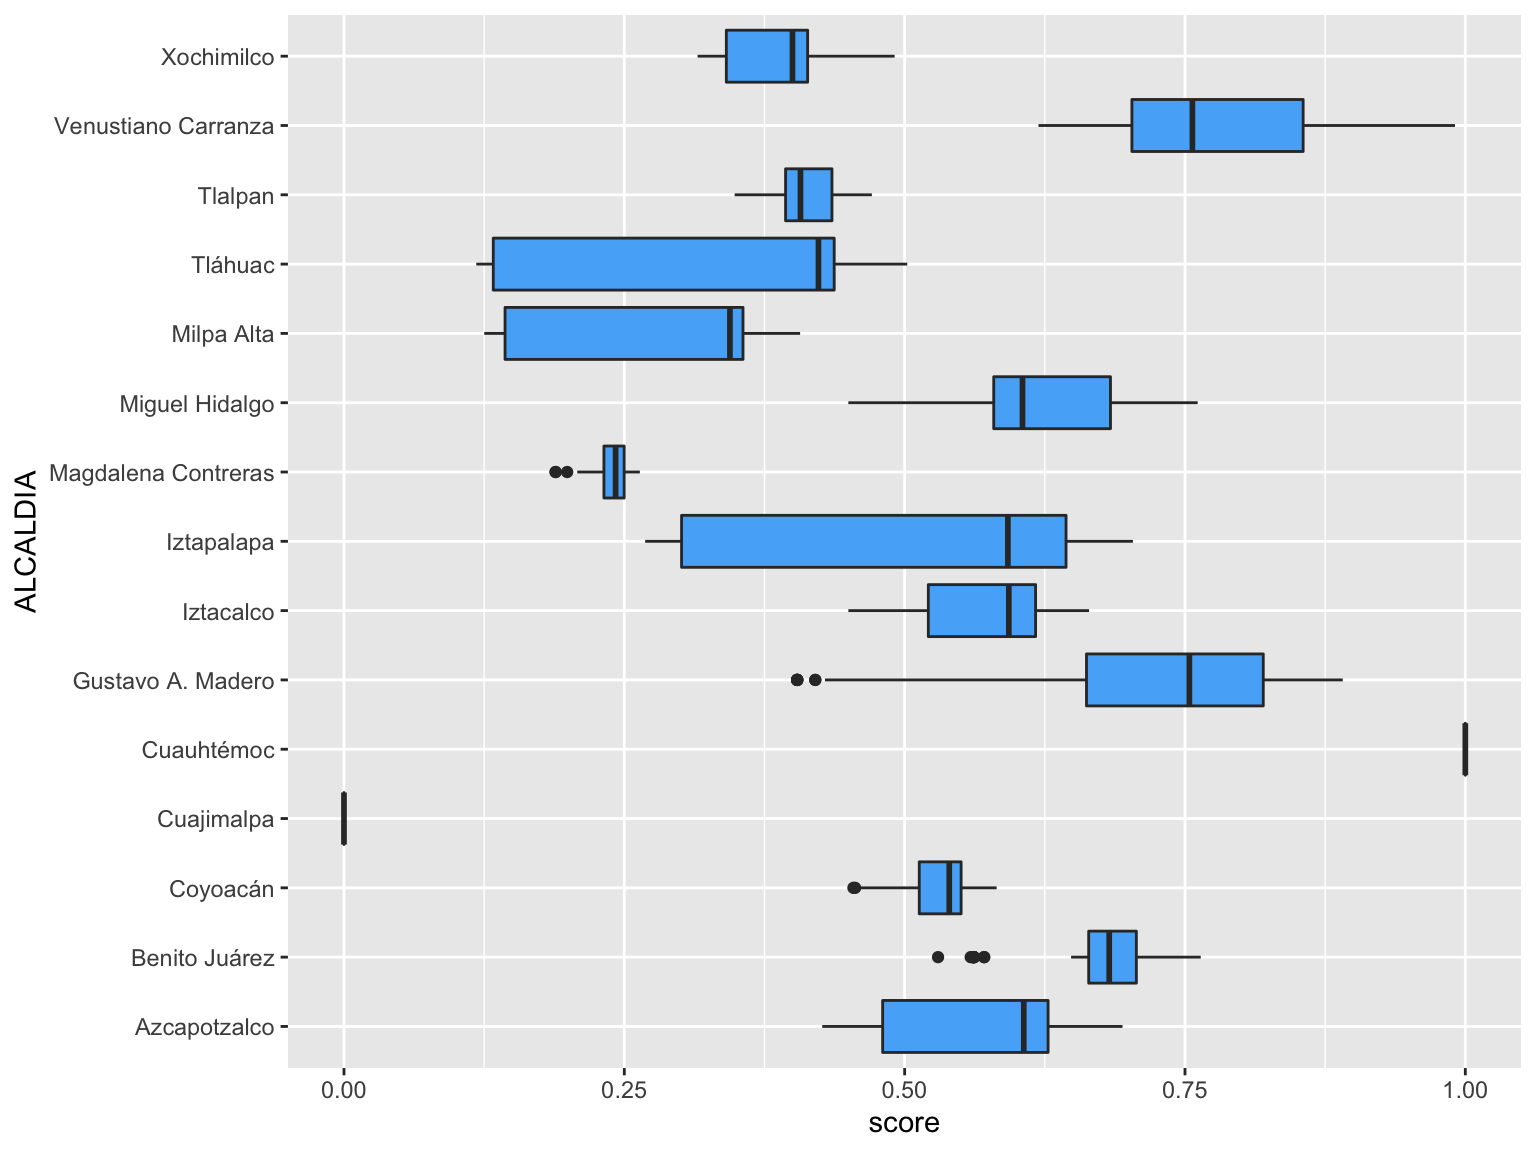 Xochimilco
Venustiano Carranza
Tlalpan
Tláhuac
Milpa Alta
Miguel Hidalgo
Magdalena Contreras
Iztapalapa
Iztacalco
Gustavo A. Madero
Cuauhtémoc
Cuajimalpa
Coyoacán
Benito Juárez
Azcapotzalco
ALCALDIA
0.00 0.25 0.50 0.75 1.00
score